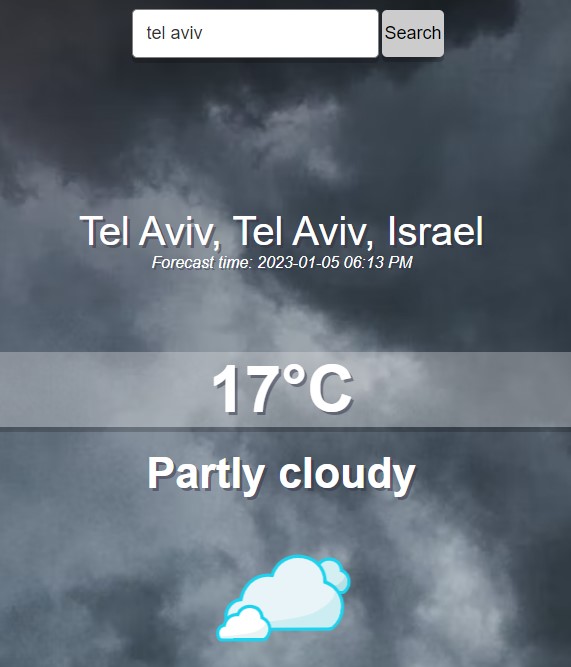 tel aviv Search
Tel Aviv, Tel Aviv, Israel
Forecast time: 2023-01-05 06:13 PM
17°C
Partly cloudy